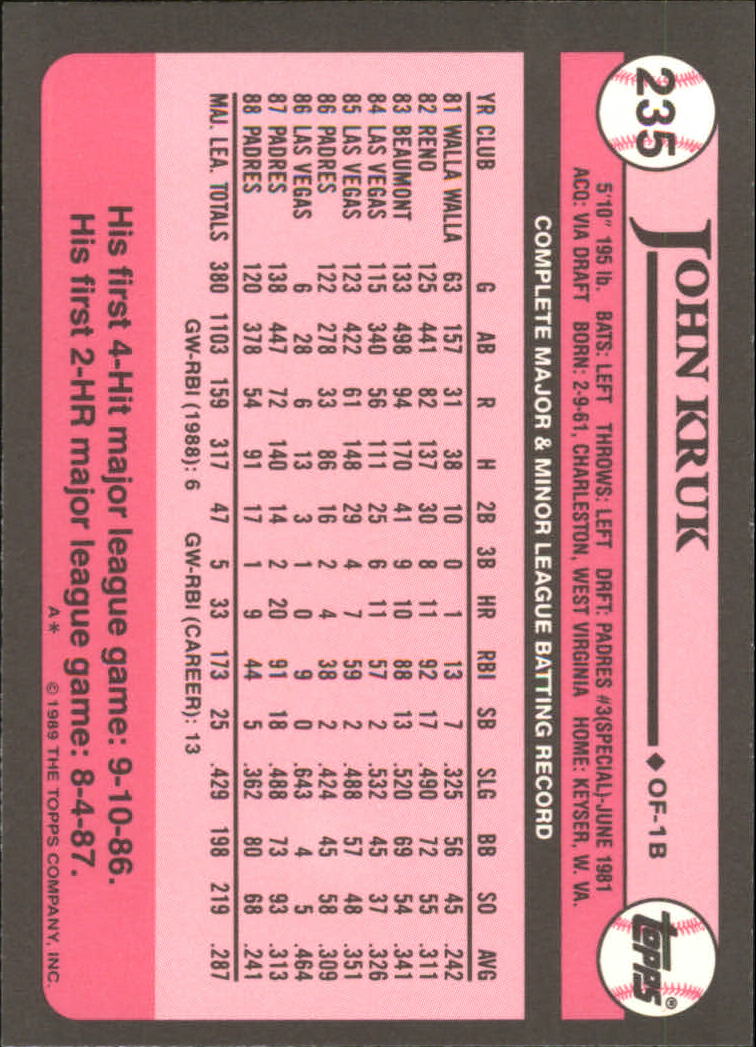 235
JOHN KRUK ◆ OF-1B
topps®
5'10" 195 lb. BATS: LEFT THROWS: LEFT DRFT: PADRES #3(SPECIAL)-JUNE 1981
ACQ: VIA DRAFT BORN: 2-9-61, CHARLESTON, WEST VIRGINIA HOME: KEYSER, W. VA.
COMPLETE MAJOR & MINOR LEAGUE BATTING RECORD
YR CLUB G AB R H 2B 3B HR RBI SB SLG BB SO AVG
81 WALLA WALLA 63 157 31 38 10 0 1 13 7 .325 56 45 .242
82 RENO 125 441 82 137 30 8 11 92 17 .490 72 55 .311
83 BEAUMONT 133 498 94 170 41 9 10 88 13 .520 69 54 .341
84 LAS VEGAS 115 340 56 111 25 6 11 57 2 .532 45 37 .326
85 LAS VEGAS 123 422 61 148 29 4 7 59 2 .488 57 48 .351
86 PADRES 122 278 33 86 16 2 4 38 2 .424 45 58 .309
86 LAS VEGAS 6 28 6 13 3 1 0 9 0 .643 4 5 .464
87 PADRES 138 447 72 140 14 2 20 91 18 .488 73 93 .313
88 PADRES 120 378 54 91 17 1 9 44 5 .362 80 68 .241
MAJ. LEA. TOTALS 380 1103 159 317 47 5 33 173 25 .429 198 219 .287
GW-RBI (1988): 6 GW-RBI (CAREER): 13
His first 4-Hit major league game: 9-10-86.
His first 2-HR major league game: 8-4-87.
A* © 1989 THE TOPPS COMPANY, INC.